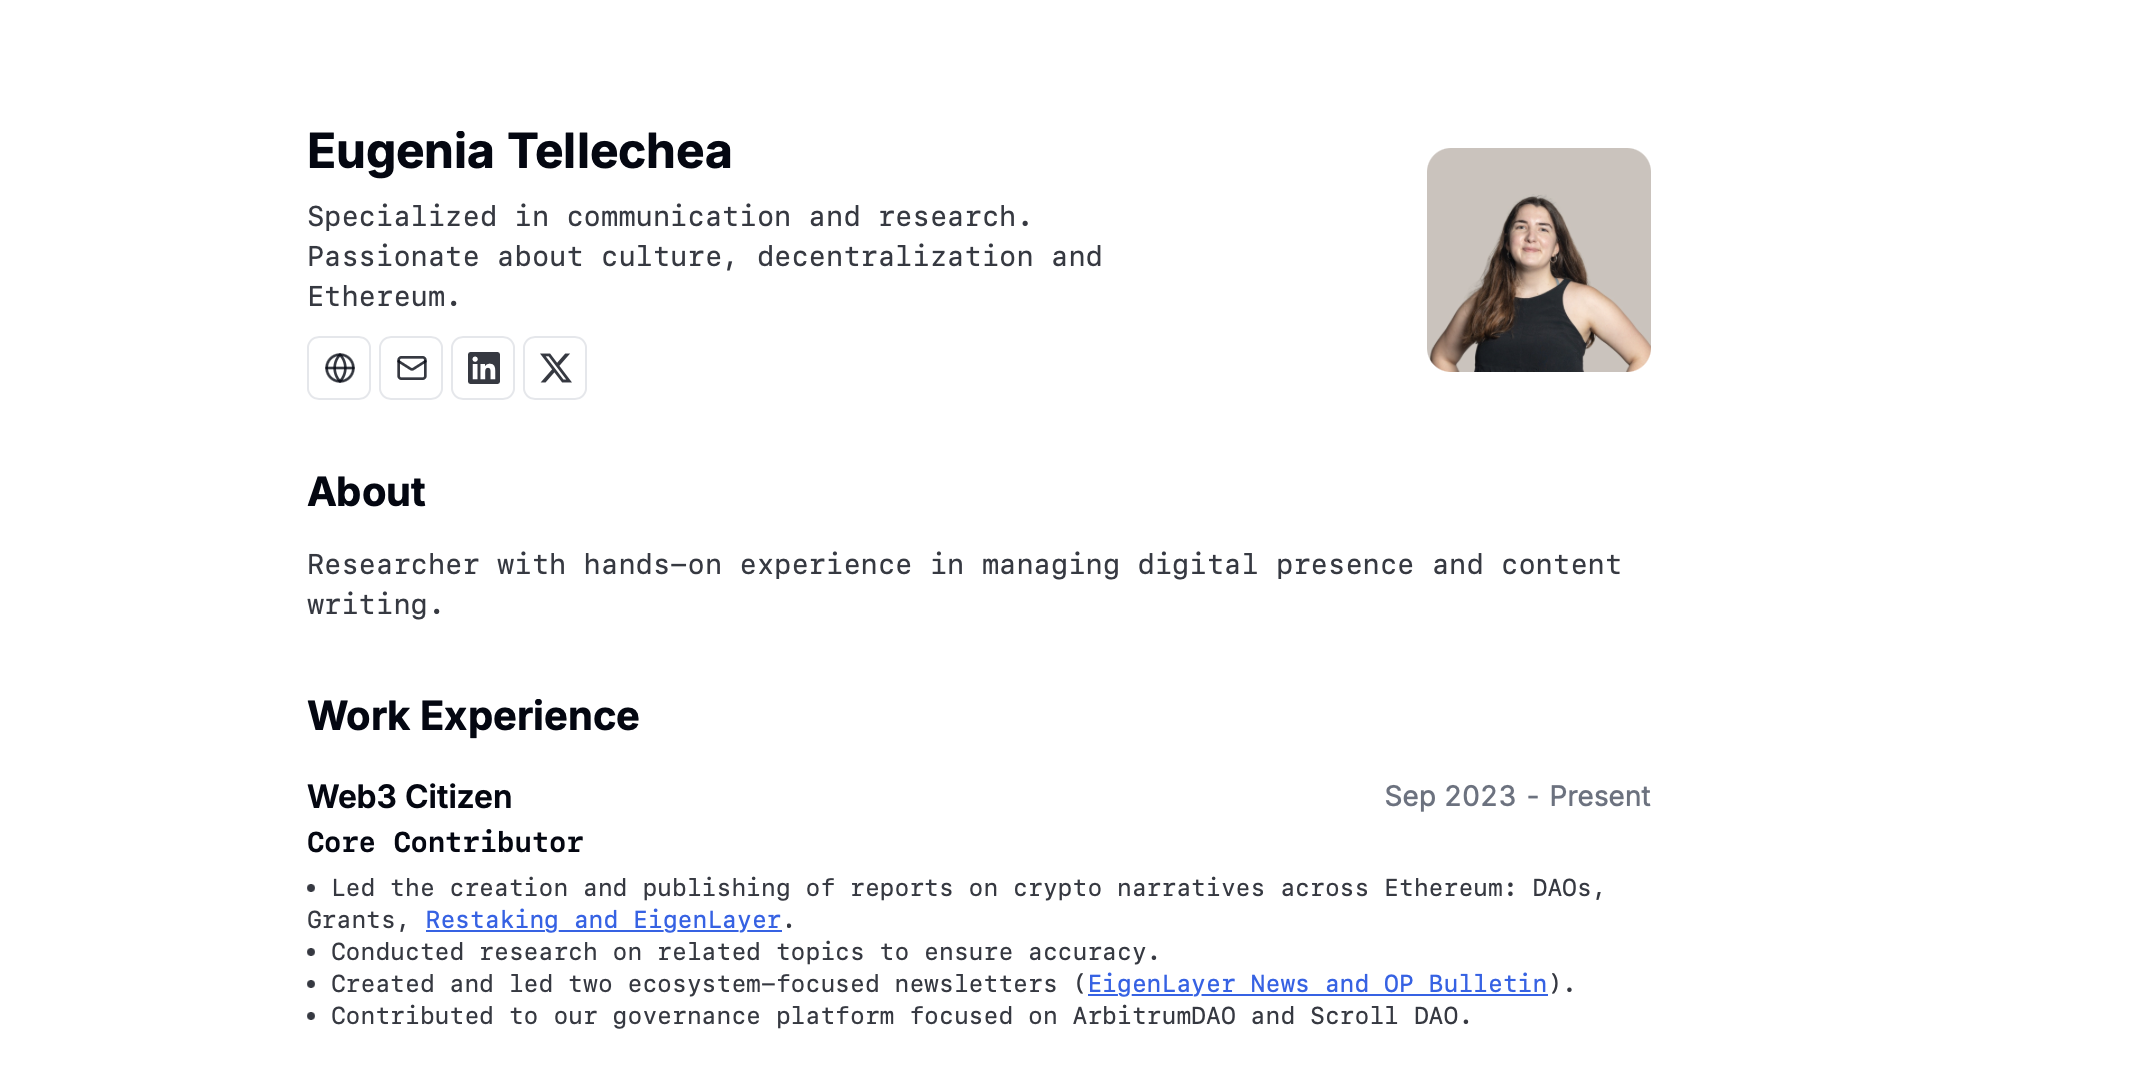 Eugenia Tellechea
Specialized in communication and research.
Passionate about culture, decentralization and
Ethereum.
in
X
About
Researcher with hands-on experience in managing digital presence and content
writing.
Work Experience
Web3 Citizen
Sep 2023 - Present
Core Contributor
• Led the creation and publishing of reports on crypto narratives across Ethereum: DAOs,
Grants, Restaking and EigenLayer.
• Conducted research on related topics to ensure accuracy.
• Created and led two ecosystem-focused newsletters (EigenLayer News and OP Bulletin).
• Contributed to our governance platform focused on ArbitrumDAO and Scroll DAO.